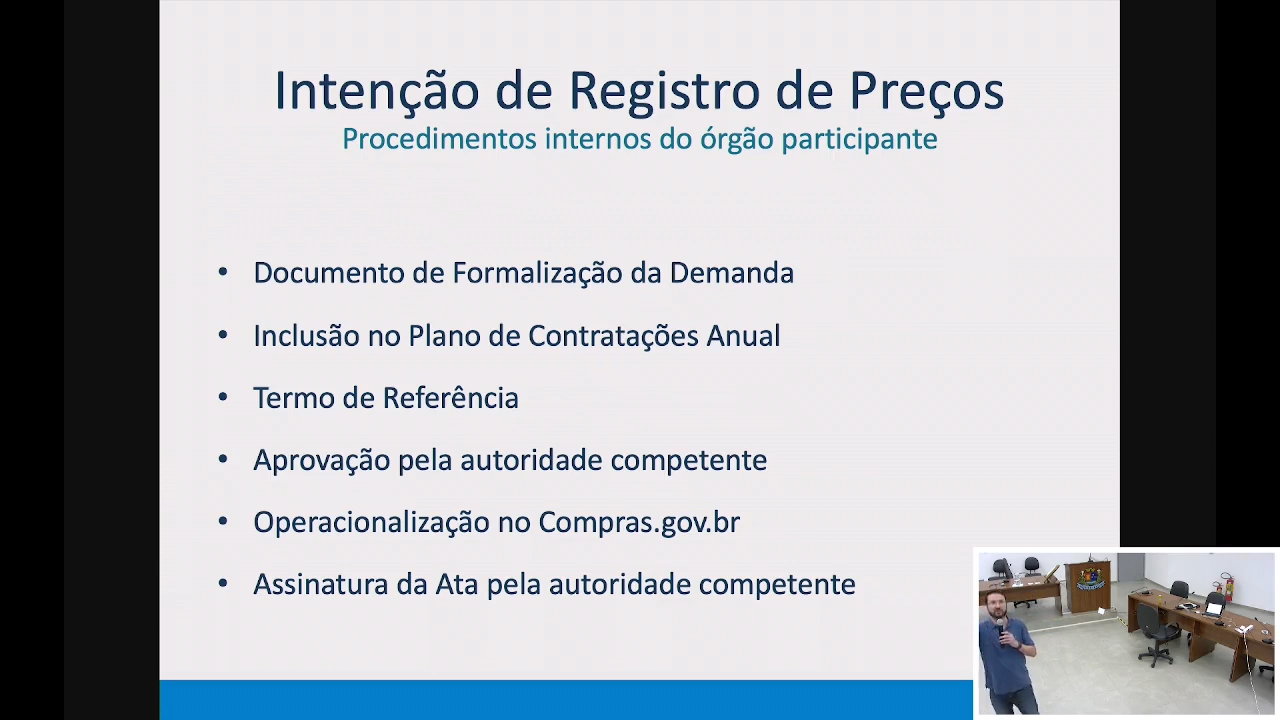 Intenção de Registro de Preços
Procedimentos internos do órgão participante
• Documento de Formalização da Demanda
• Inclusão no Plano de Contratações Anual
• Termo de Referência
• Aprovação pela autoridade competente
• Operacionalização no Compras.gov.br
• Assinatura da Ata pela autoridade competente